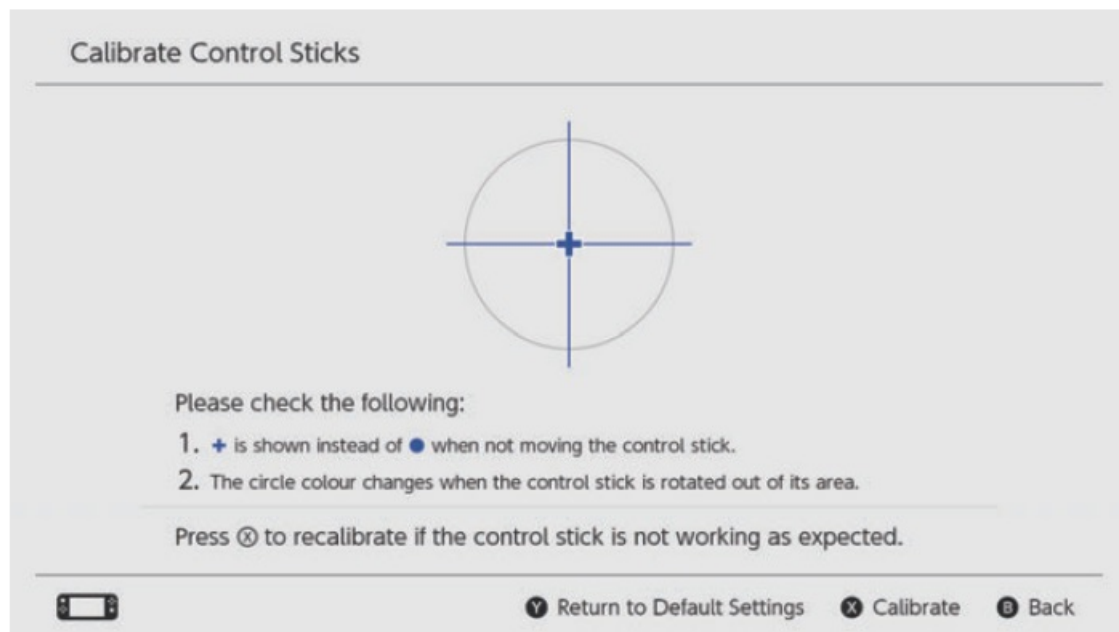 Calibrate Control Sticks
Please check the following:
1. + is shown instead of ● when not moving the control stick.
2. The circle colour changes when the control stick is rotated out of its area.
Press Ⓧ to recalibrate if the control stick is not working as expected.
Ⓨ Return to Default Settings Ⓧ Calibrate Ⓑ Back